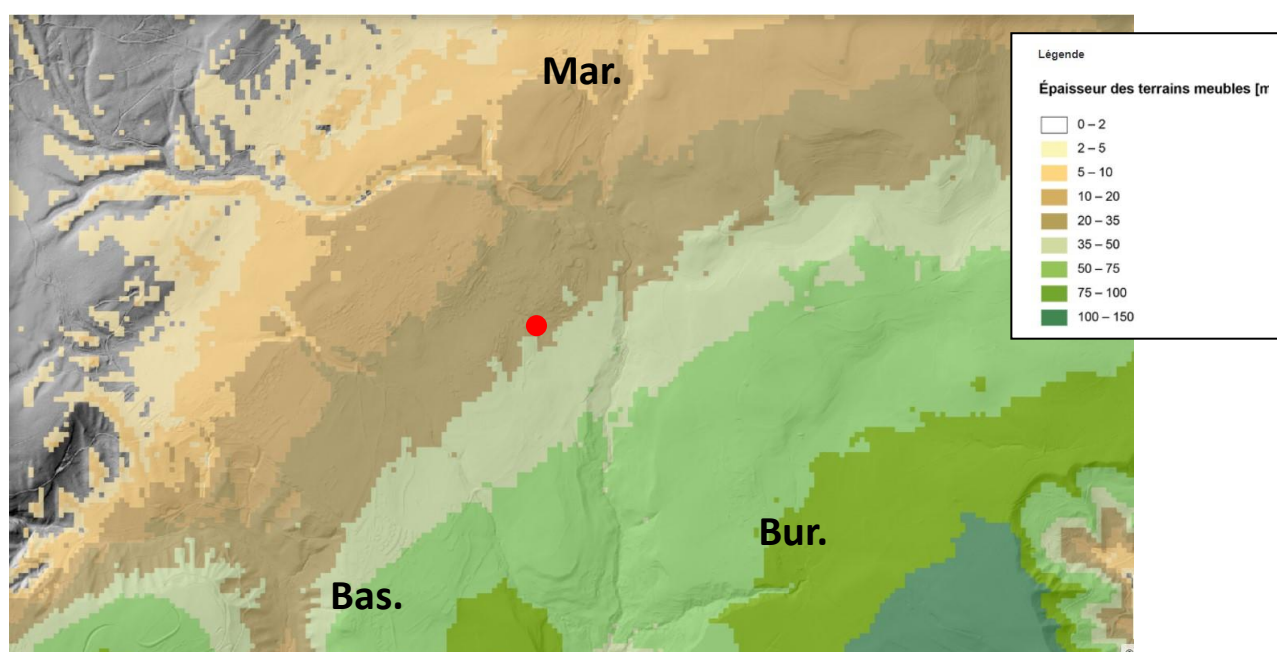 Mar.
Légende
Épaisseur des terrains meubles [m
0 – 2
2 – 5
5 – 10
10 – 20
20 – 35
35 – 50
50 – 75
75 – 100
100 – 150
Bur.
Bas.